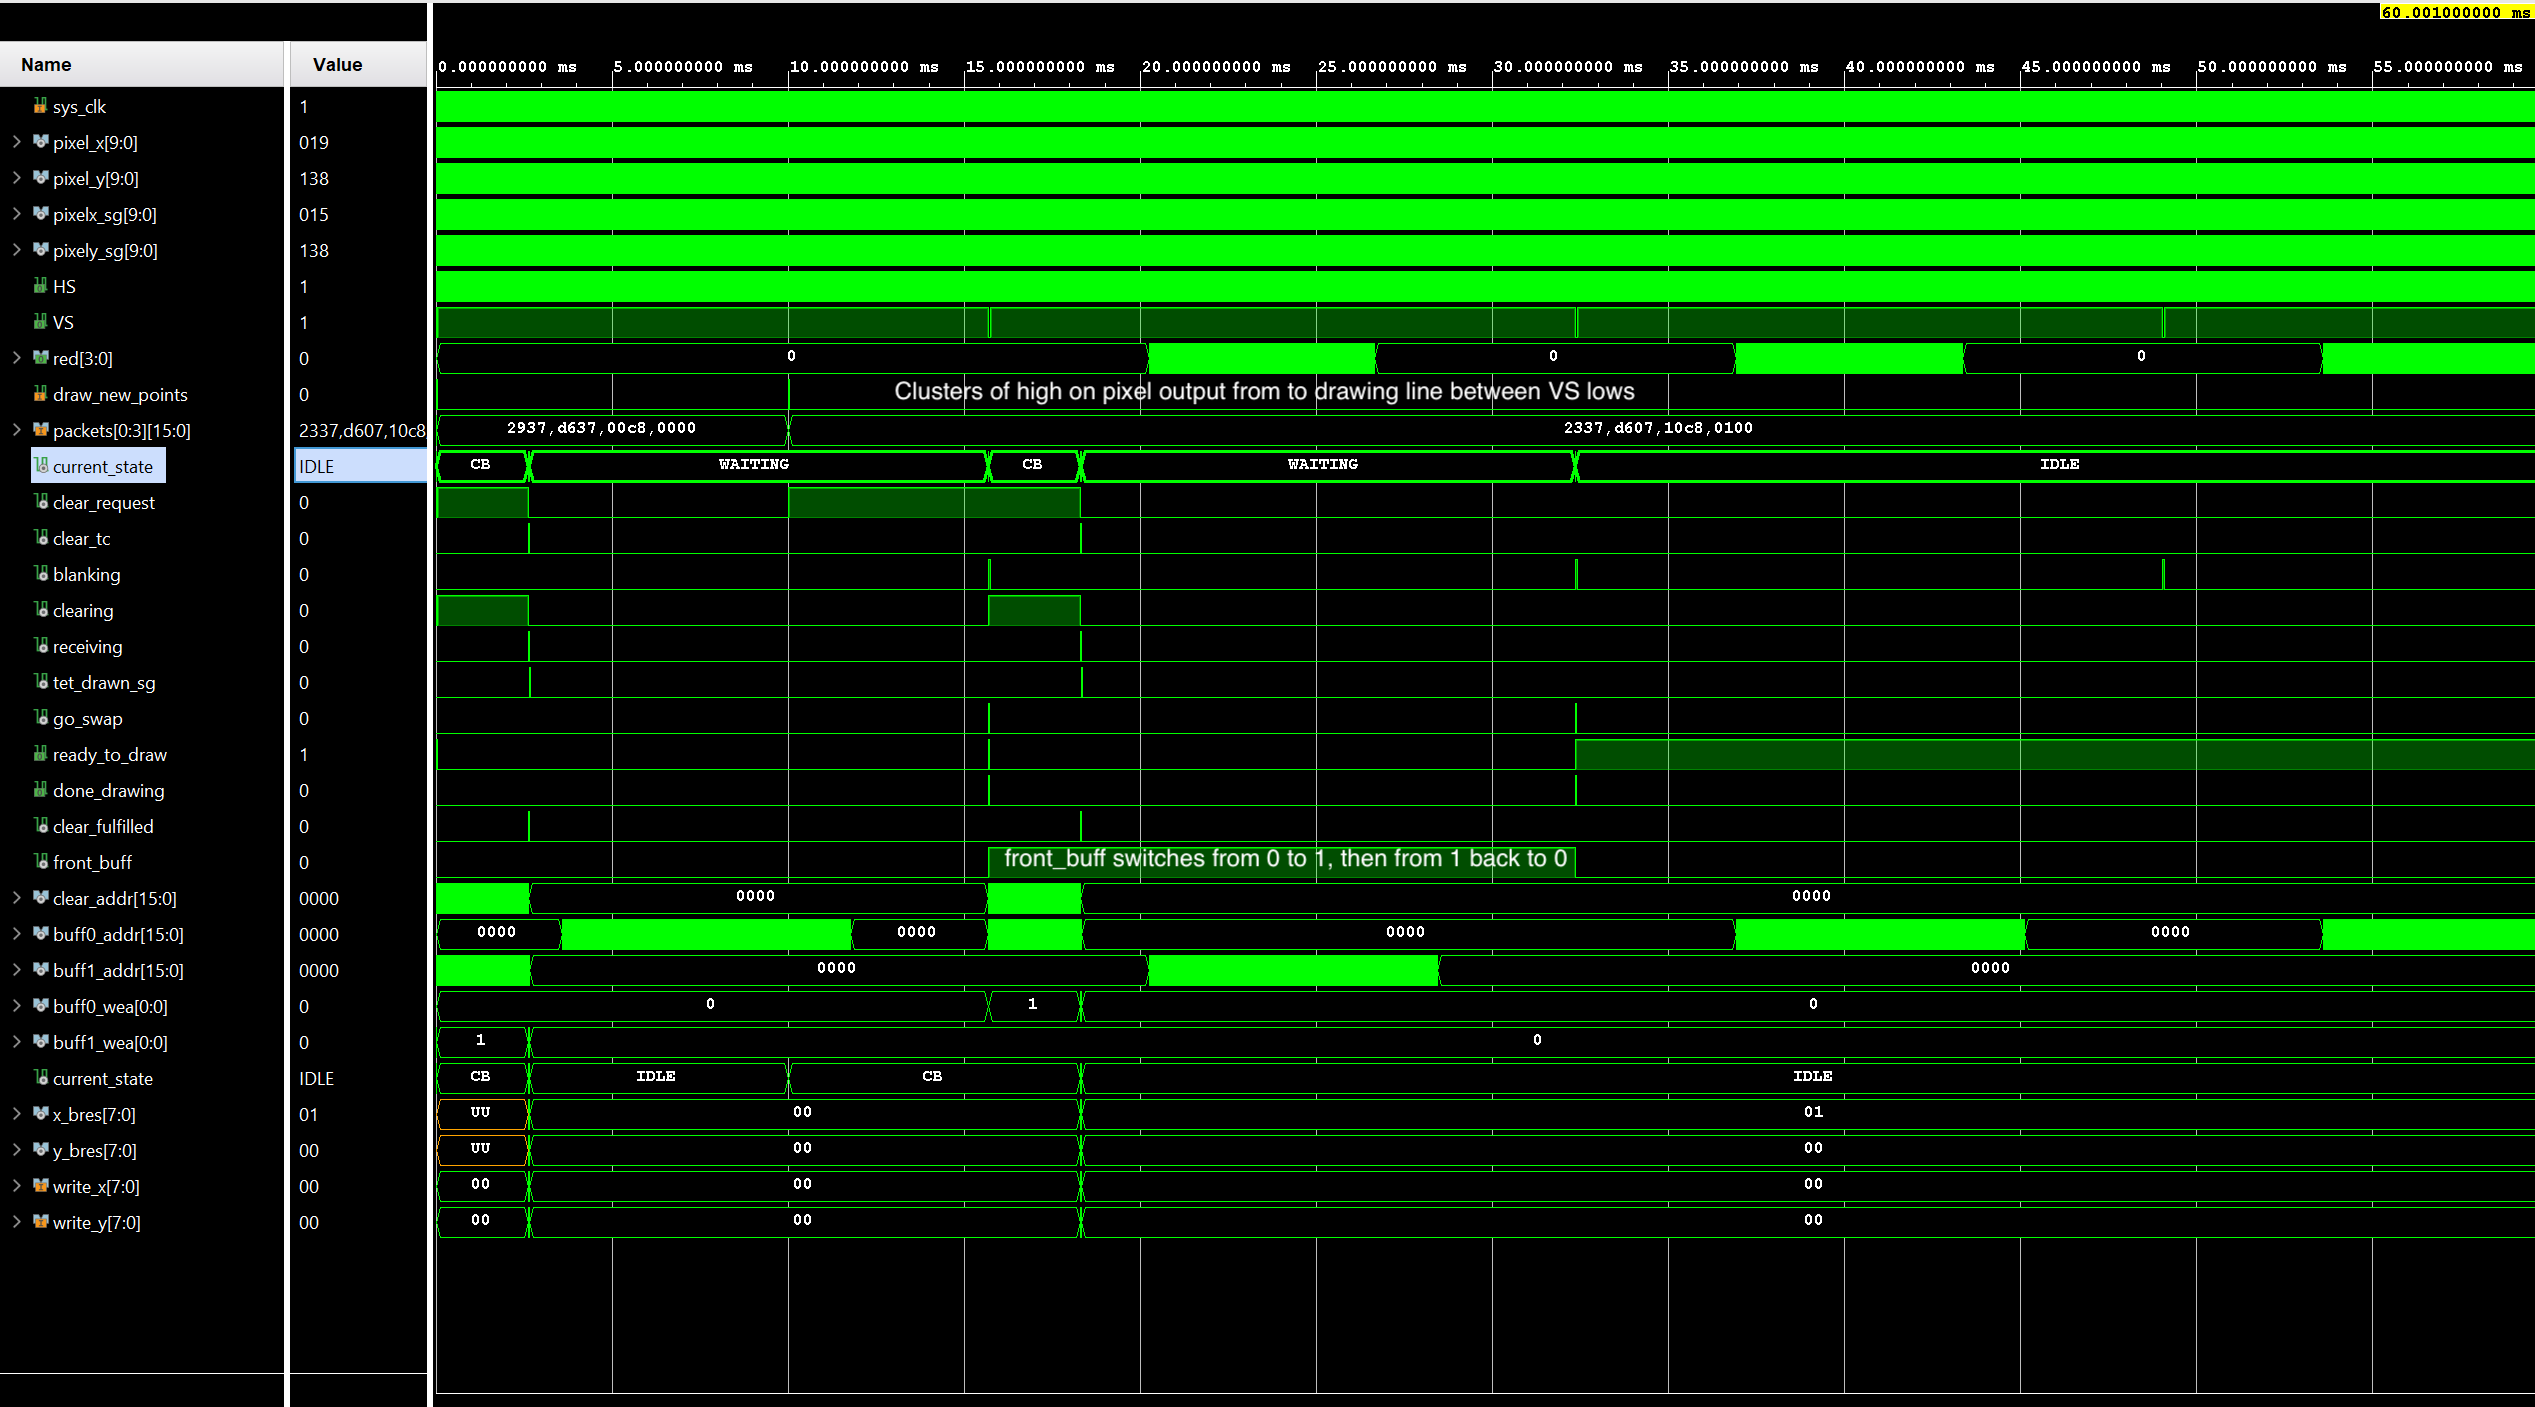 60.001000000 ms
Name Value 0.000000000 ms 5.000000000 ms 10.000000000 ms 15.000000000 ms 20.000000000 ms 25.000000000 ms 30.000000000 ms 35.000000000 ms 40.000000000 ms 45.000000000 ms 50.000000000 ms 55.000000000 ms
sys_clk 1
pixel_x[9:0] 019
pixel_y[9:0] 138
pixelx_sg[9:0] 015
pixely_sg[9:0] 138
HS 1
VS 1
red[3:0] 0 0 0 0
draw_new_points 0 Clusters of high on pixel output from to drawing line between VS lows
packets[0:3][15:0] 2337,d607,10c8, 2937,d637,00c8,0000 2337,d607,10c8,0100
current_state IDLE CB WAITING CB WAITING IDLE
clear_request 0
clear_tc 0
blanking 0
clearing 0
receiving 0
tet_drawn_sg 0
go_swap 0
ready_to_draw 1
done_drawing 0
clear_fulfilled 0
front_buff 0 front_buff switches from 0 to 1, then from 1 back to 0
clear_addr[15:0] 0000 0000 0000
buff0_addr[15:0] 0000 0000 0000 0000 0000
buff1_addr[15:0] 0000 0000 0000
buff0_wea[0:0] 0 0 1 0
buff1_wea[0:0] 0 1 0
current_state IDLE CB IDLE CB IDLE
x_bres[7:0] 01 UU 00 01
y_bres[7:0] 00 UU 00 00
write_x[7:0] 00 00 00 00
write_y[7:0] 00 00 00 00